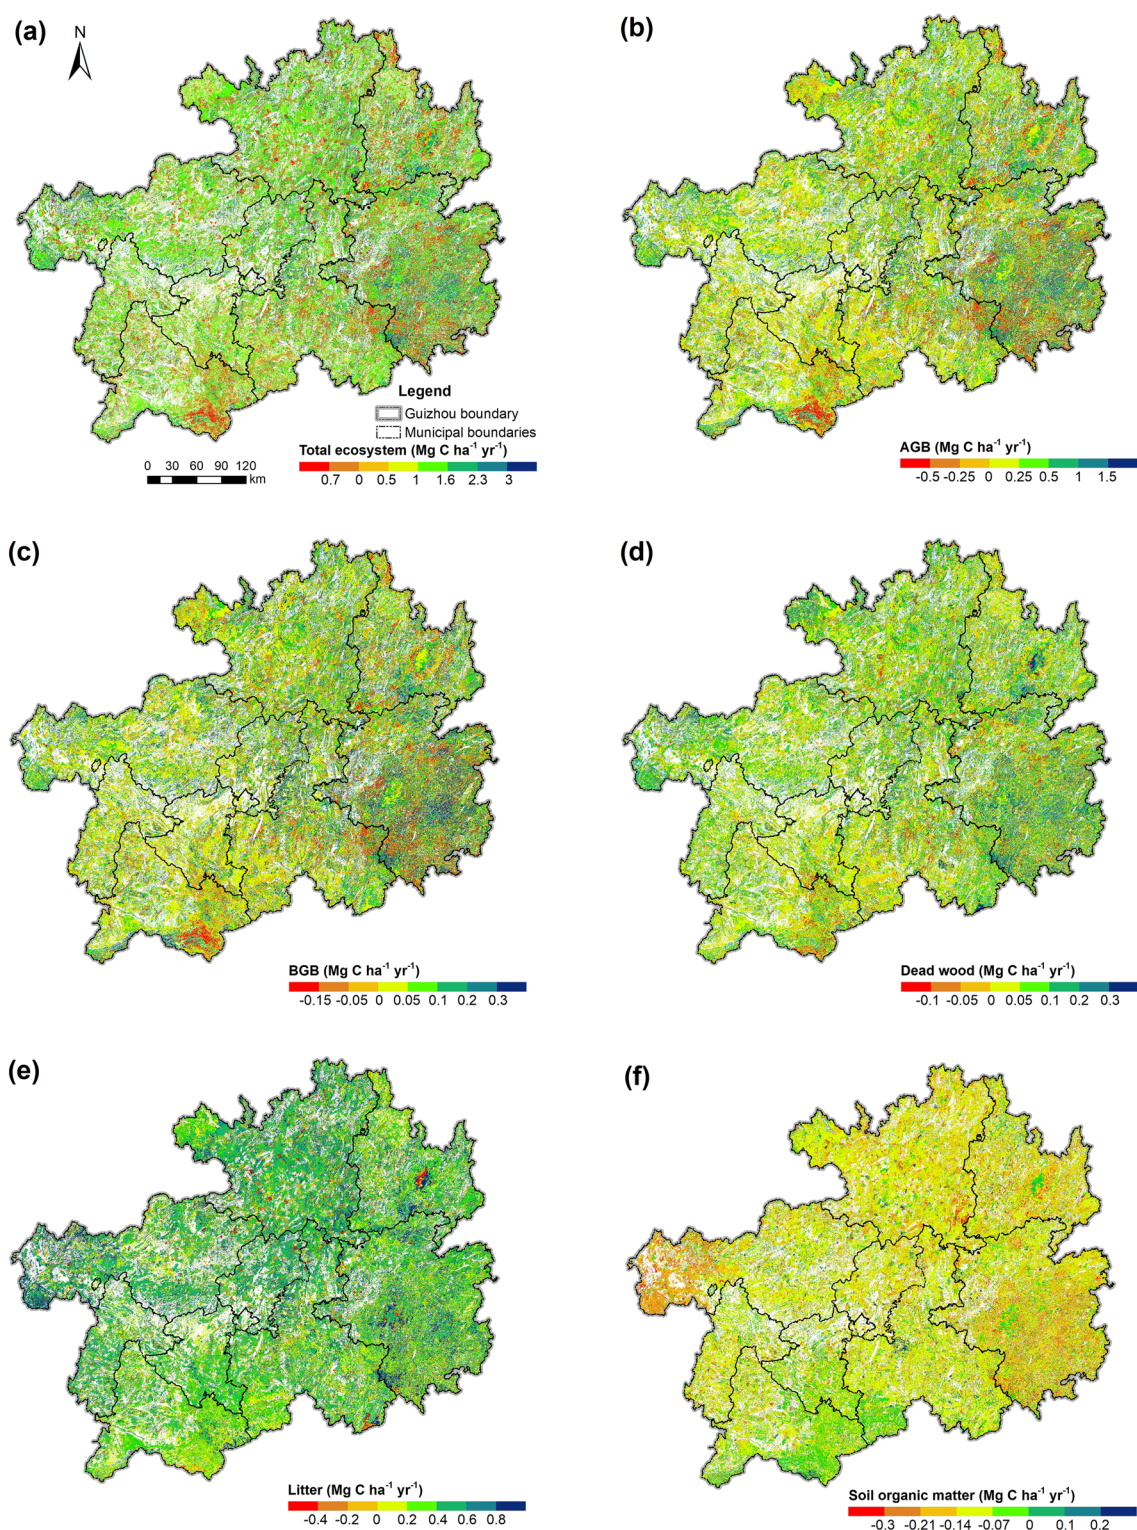 (a)
N
(b)
Legend
Guizhou boundary
Municipal boundaries
0 30 60 90 120
km
Total ecosystem (Mg C ha⁻¹ yr⁻¹)
0.7 0 0.5 1 1.6 2.3 3
AGB (Mg C ha⁻¹ yr⁻¹)
-0.5 -0.25 0 0.25 0.5 1 1.5
(c)
(d)
BGB (Mg C ha⁻¹ yr⁻¹)
-0.15 -0.05 0 0.05 0.1 0.2 0.3
Dead wood (Mg C ha⁻¹ yr⁻¹)
-0.1 -0.05 0 0.05 0.1 0.2 0.3
(e)
(f)
Litter (Mg C ha⁻¹ yr⁻¹)
-0.4 -0.2 0 0.2 0.4 0.6 0.8
Soil organic matter (Mg C ha⁻¹ yr⁻¹)
-0.3 -0.21 -0.14 -0.07 0 0.1 0.2